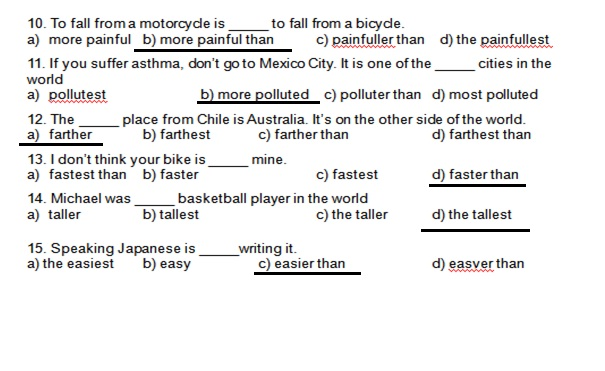 10. To fall from a motorcycle is _____ to fall from a bicycle.
a) more painful b) more painful than c) painfuller than d) the painfullest
11. If you suffer asthma, don't go to Mexico City. It is one of the _____ cities in the
world
a) pollutest b) more polluted c) polluter than d) most polluted
12. The _____ place from Chile is Australia. It's on the other side of the world.
a) farther b) farthest c) farther than d) farthest than
13. I don't think your bike is _____ mine.
a) fastest than b) faster c) fastest d) faster than
14. Michael was _____ basketball player in the world
a) taller b) tallest c) the taller d) the tallest
15. Speaking Japanese is _____writing it.
a) the easiest b) easy c) easier than d) easyer than